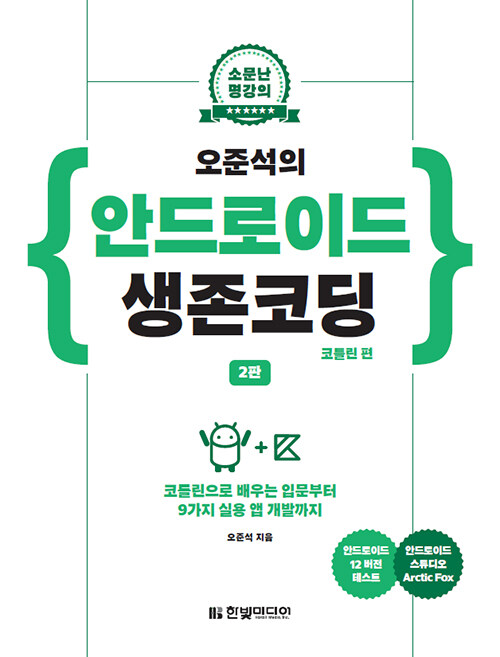 소문난
명강의
오준석의
안드로이드
생존코딩
코틀린 편
2판
+
코틀린으로 배우는 입문부터
9가지 실용 앱 개발까지
오준석 지음
안드로이드
12 버전
테스트
안드로이드
스튜디오
Arctic Fox
한빛미디어